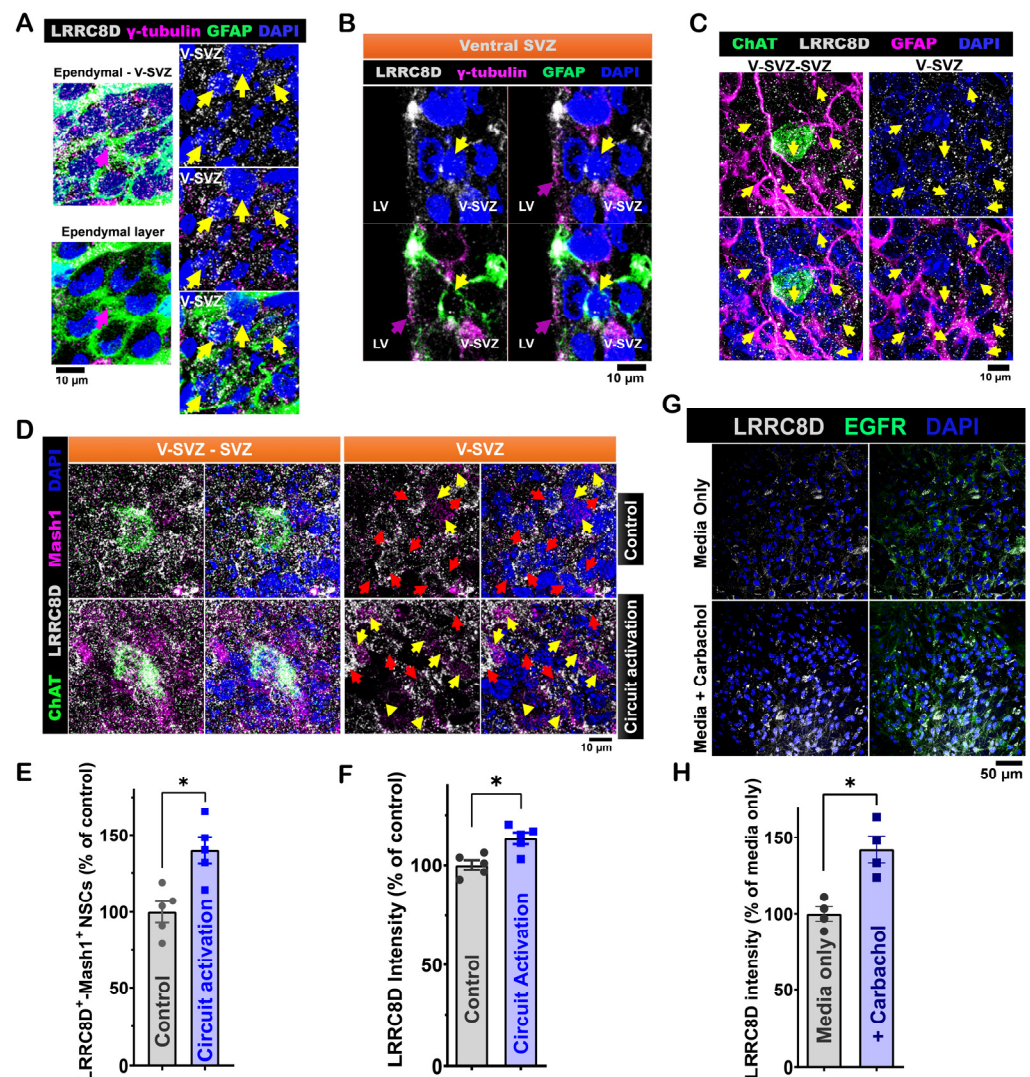 A
LRRC8D γ-tubulin GFAP DAPI
Ependymal - V-SVZ
V-SVZ
V-SVZ
Ependymal layer
V-SVZ
10 µm
B
Ventral SVZ
LRRC8D γ-tubulin GFAP DAPI
LV V-SVZ
LV V-SVZ
LV V-SVZ
LV V-SVZ
10 µm
C
ChAT LRRC8D GFAP DAPI
V-SVZ-SVZ
V-SVZ
10 µm
D
ChAT LRRC8D Mash1 DAPI
V-SVZ - SVZ
V-SVZ
Control
Circuit activation
10 µm
G
LRRC8D EGFR DAPI
Media Only
Media + Carbachol
50 µm
E
LRRC8D⁺-Mash1⁺ NSCs (% of control)
150
100
50
0
*
Control
Circuit activation
F
LRRC8D Intensity (% of control)
100
50
0
*
Control
Circuit Activation
H
LRRC8D intensity (% of media only)
150
100
50
0
*
Media only
+ Carbachol